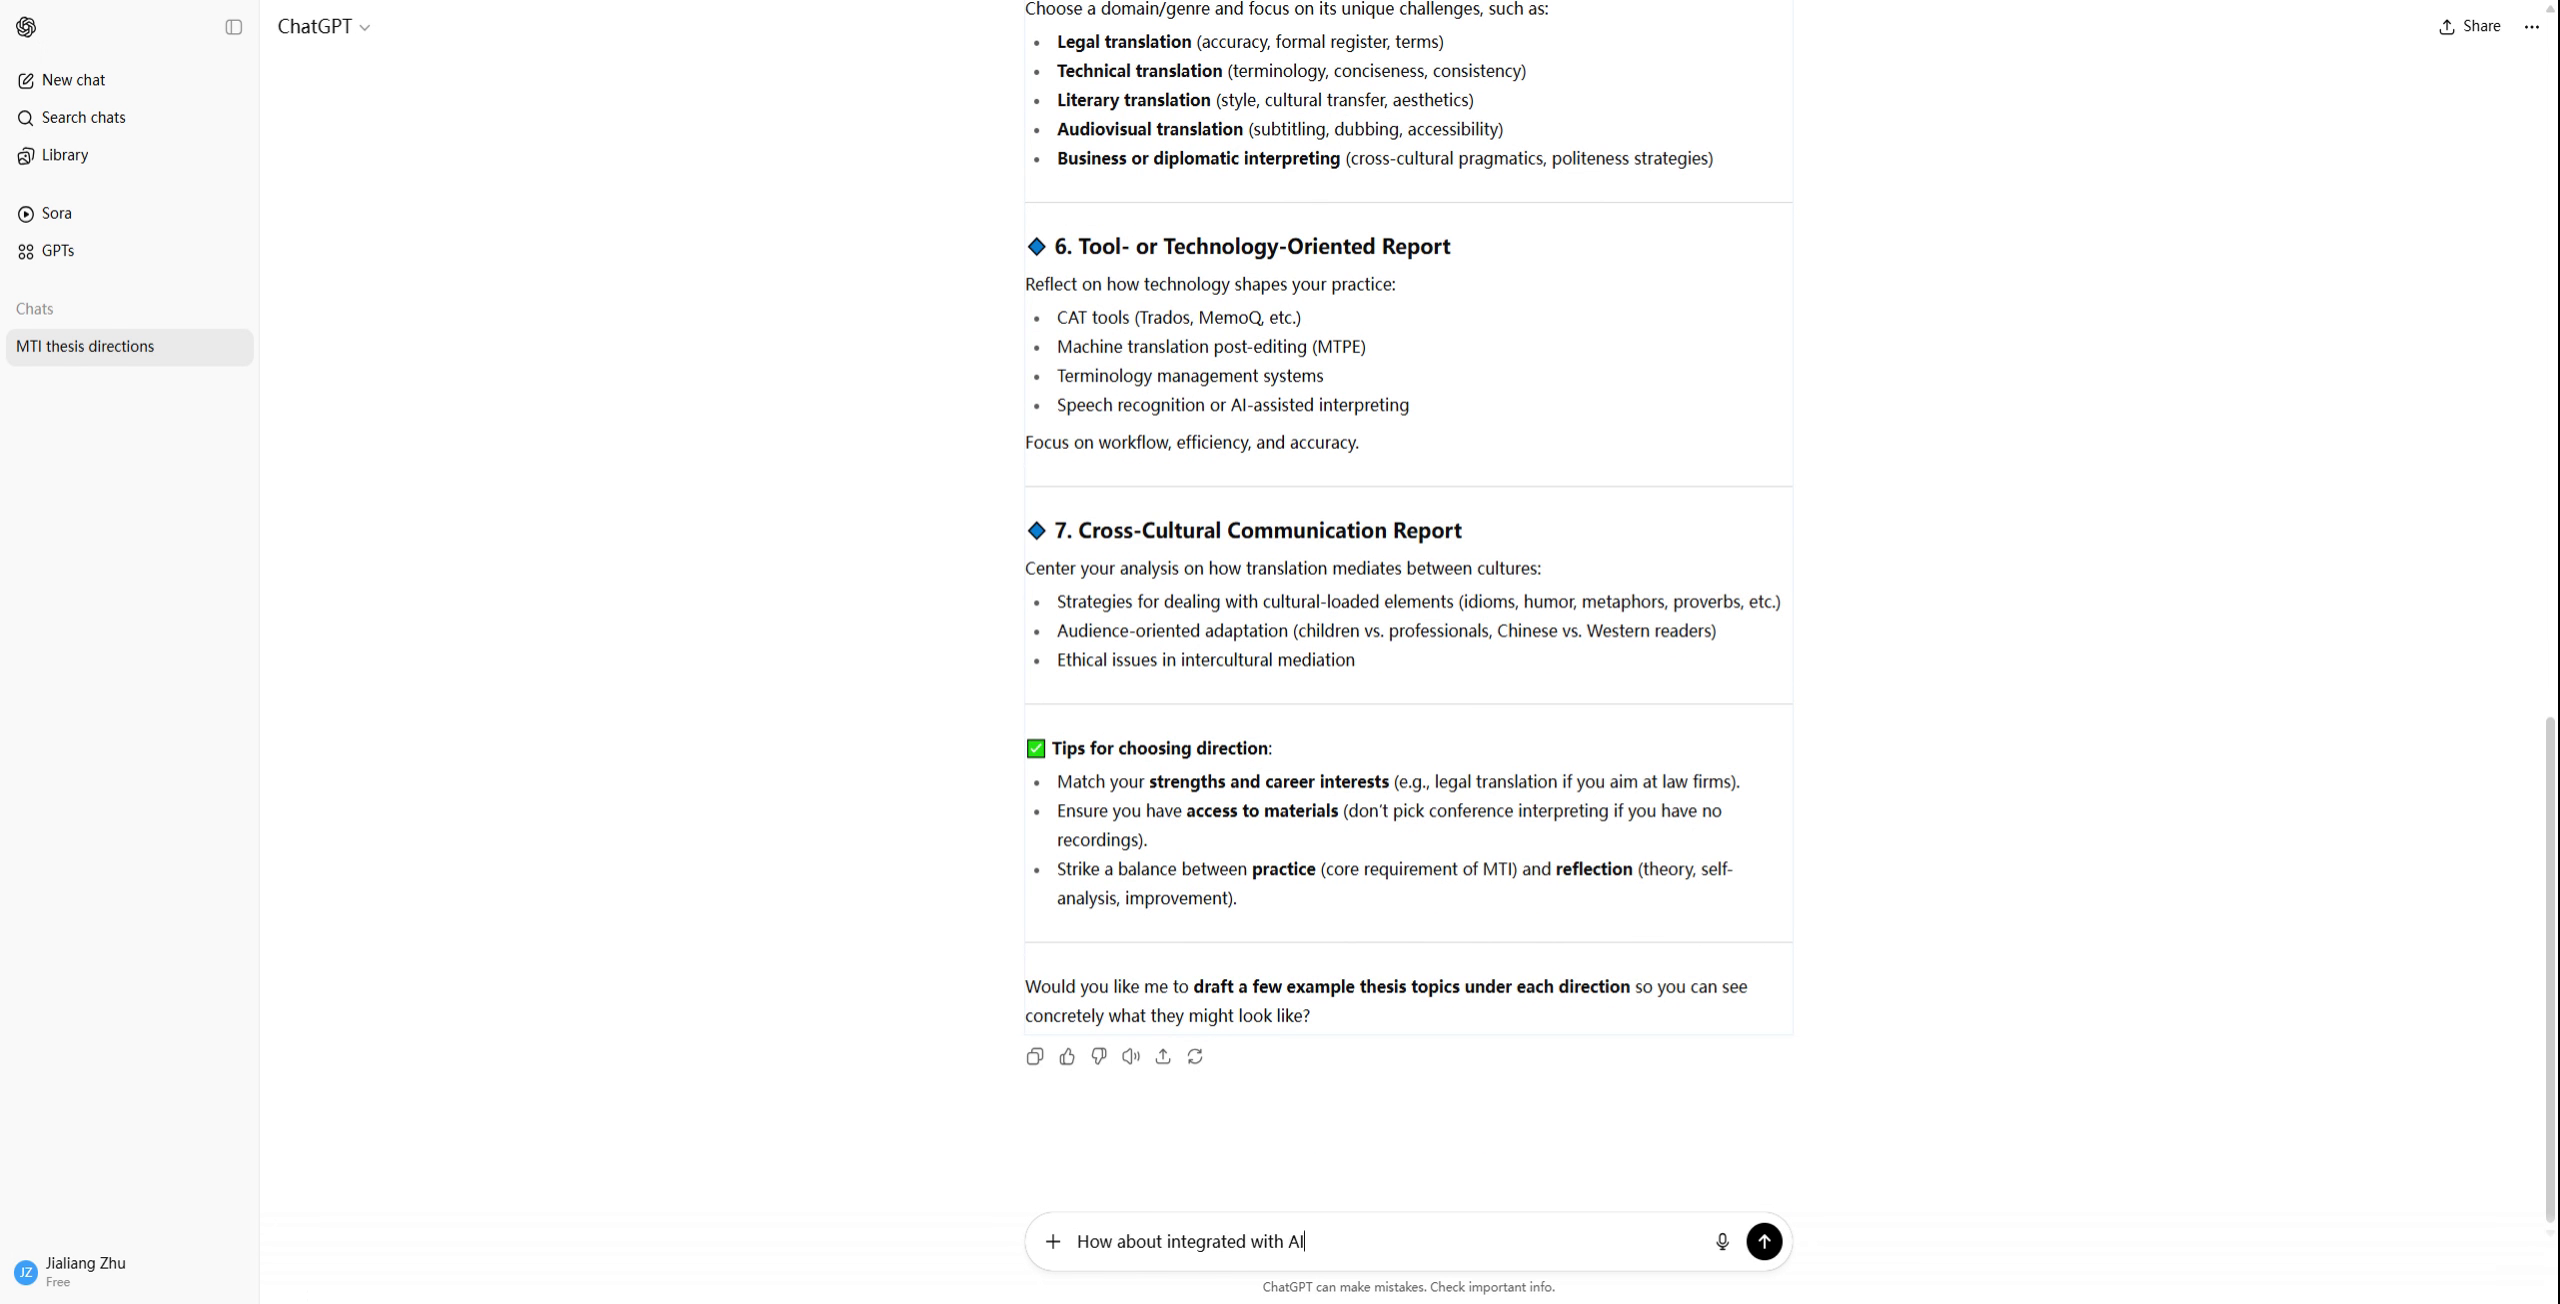 ChatGPT
Share
New chat
Search chats
Library
Sora
GPTs
Chats
MTI thesis directions
Choose a domain/genre and focus on its unique challenges, such as:
• Legal translation (accuracy, formal register, terms)
• Technical translation (terminology, conciseness, consistency)
• Literary translation (style, cultural transfer, aesthetics)
• Audiovisual translation (subtitling, dubbing, accessibility)
• Business or diplomatic interpreting (cross-cultural pragmatics, politeness strategies)
6. Tool- or Technology-Oriented Report
Reflect on how technology shapes your practice:
• CAT tools (Trados, MemoQ, etc.)
• Machine translation post-editing (MTPE)
• Terminology management systems
• Speech recognition or AI-assisted interpreting
Focus on workflow, efficiency, and accuracy.
7. Cross-Cultural Communication Report
Center your analysis on how translation mediates between cultures:
• Strategies for dealing with cultural-loaded elements (idioms, humor, metaphors, proverbs, etc.)
• Audience-oriented adaptation (children vs. professionals, Chinese vs. Western readers)
• Ethical issues in intercultural mediation
Tips for choosing direction:
• Match your strengths and career interests (e.g., legal translation if you aim at law firms).
• Ensure you have access to materials (don't pick conference interpreting if you have no
recordings).
• Strike a balance between practice (core requirement of MTI) and reflection (theory, self-
analysis, improvement).
Would you like me to draft a few example thesis topics under each direction so you can see
concretely what they might look like?
How about integrated with AI
ChatGPT can make mistakes. Check important info.
JZ
Jialiang Zhu
Free